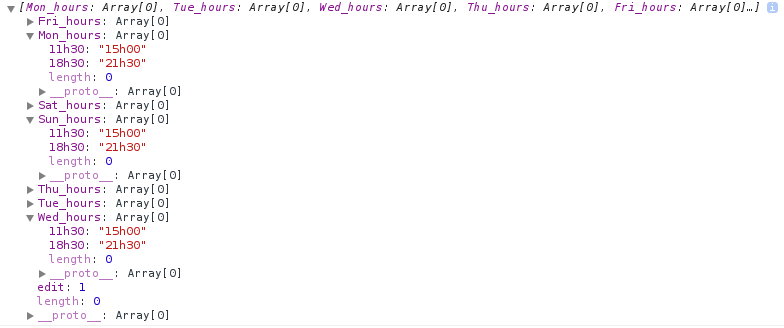 [Mon_hours: Array[0], Tue_hours: Array[0], Wed_hours: Array[0], Thu_hours: Array[0], Fri_hours: Array[0]…] i
Fri_hours: Array[0]
Mon_hours: Array[0]
11h30: "15h00"
18h30: "21h30"
length: 0
__proto__: Array[0]
Sat_hours: Array[0]
Sun_hours: Array[0]
11h30: "15h00"
18h30: "21h30"
length: 0
__proto__: Array[0]
Thu_hours: Array[0]
Tue_hours: Array[0]
Wed_hours: Array[0]
11h30: "15h00"
18h30: "21h30"
length: 0
__proto__: Array[0]
edit: 1
length: 0
__proto__: Array[0]